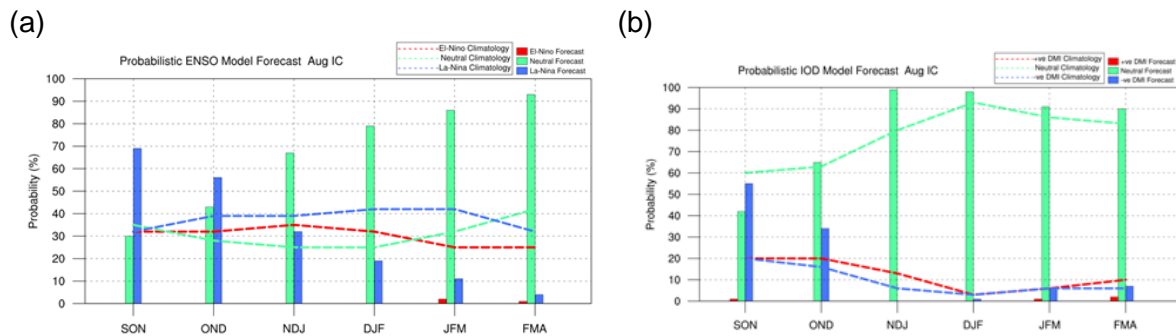 (a)
Probabilistic ENSO Model Forecast Aug IC
El-Nino Climatology
Neutral Climatology
La-Nina Climatology
El-Nino Forecast
Neutral Forecast
La-Nina Forecast
Probability (%)
100
90
80
70
60
50
40
30
20
10
0
SON OND NDJ DJF JFM FMA
(b)
Probabilistic IOD Model Forecast Aug IC
+ve DMI Climatology
Neutral Climatology
-ve DMI Climatology
+ve DMI Forecast
Neutral Forecast
-ve DMI Forecast
Probability (%)
100
90
80
70
60
50
40
30
20
10
0
SON OND NDJ DJF JFM FMA